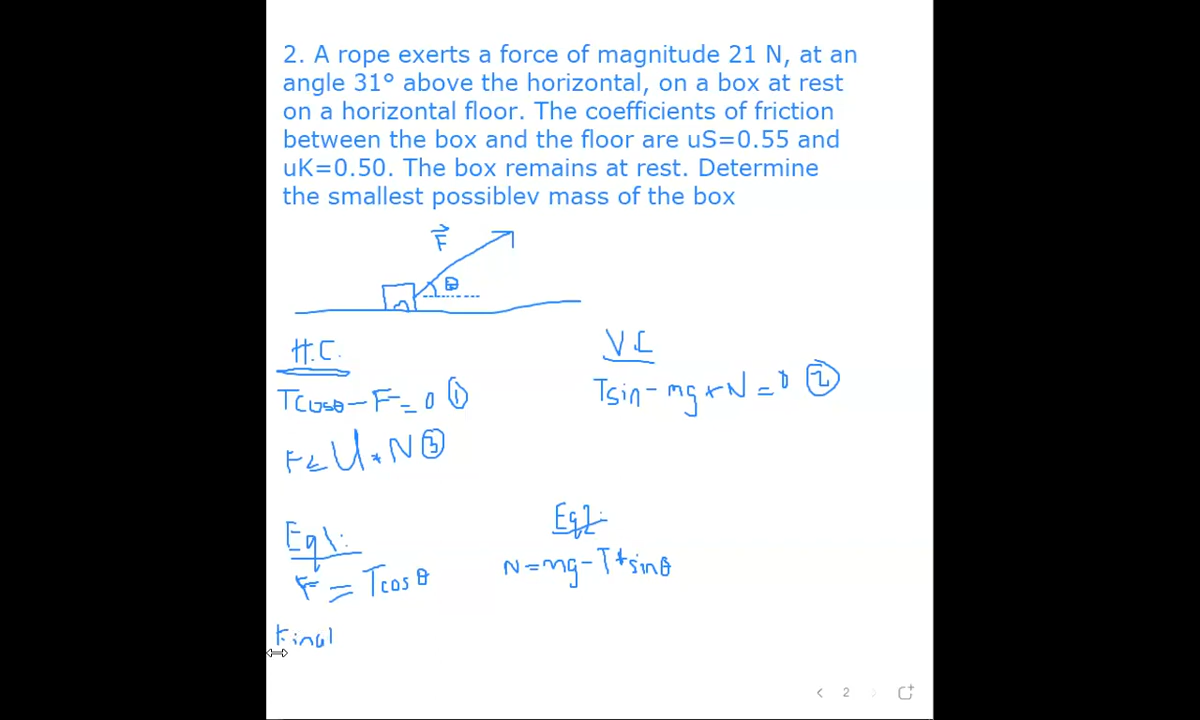 2. A rope exerts a force of magnitude 21 N, at an
angle 31° above the horizontal, on a box at rest
on a horizontal floor. The coefficients of friction
between the box and the floor are uS=0.55 and
uK=0.50. The box remains at rest. Determine
the smallest possiblev mass of the box
F
θ
m
H.C.
Tcosθ-F=0 ①
F≤U*N ③
V C
Tsin-mg+N=0 ②
Eq1:
F=Tcosθ
Eq2:
N=mg-T*sinθ
Final
2